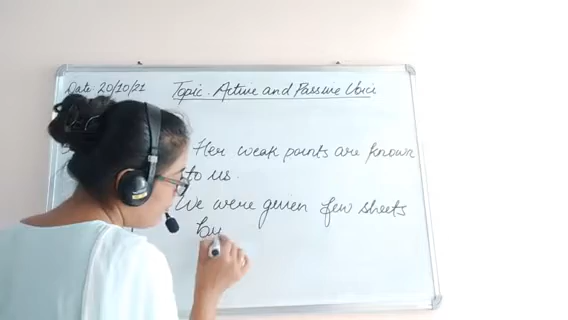 Date: 20/10/21 Topic: Active and Passive Voice
Her weak points are known
to us.
We were given few sheets
by